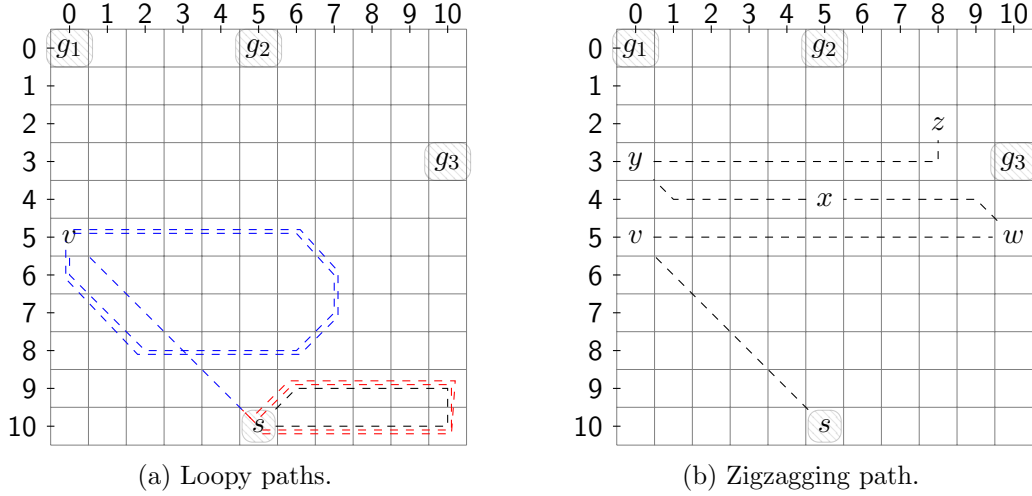 0 1 2 3 4 5 6 7 8 9 10
0 g1 g2
1
2
3 g3
4
5 v
6
7
8
9
10 s
(a) Loopy paths.
0 1 2 3 4 5 6 7 8 9 10
0 g1 g2
1
2 z
3 y g3
4 x
5 v w
6
7
8
9
10 s
(b) Zigzagging path.